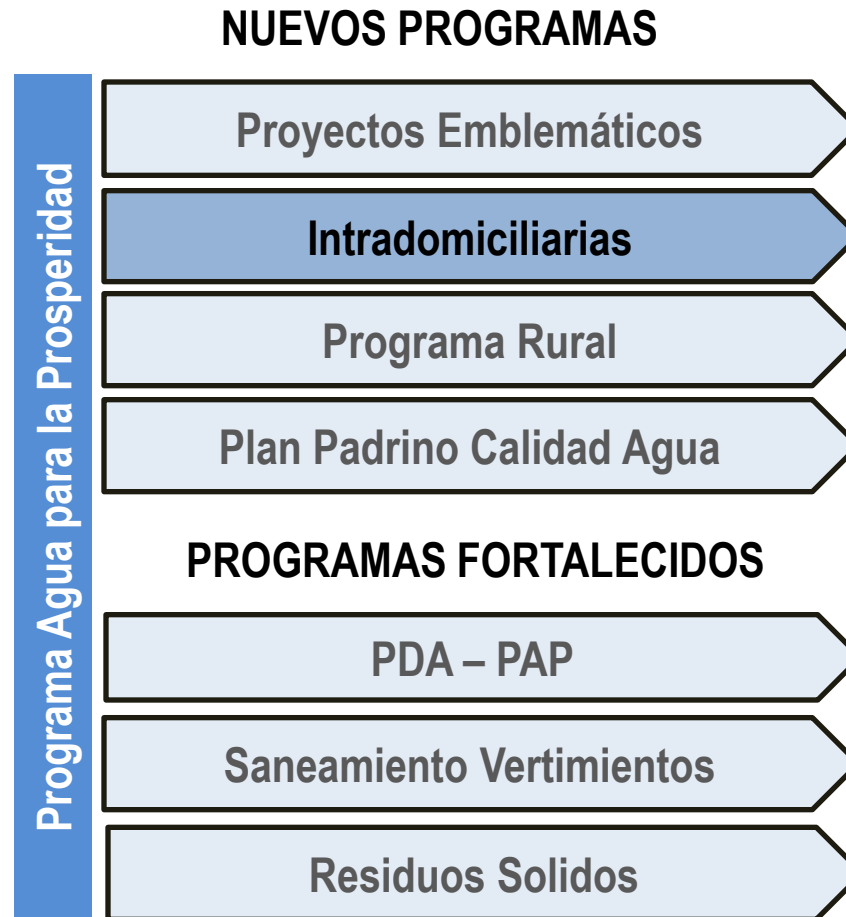 NUEVOS PROGRAMAS
Programa Agua para la Prosperidad
Proyectos Emblemáticos
Intradomiciliarias
Programa Rural
Plan Padrino Calidad Agua
PROGRAMAS FORTALECIDOS
PDA – PAP
Saneamiento Vertimientos
Residuos Solidos